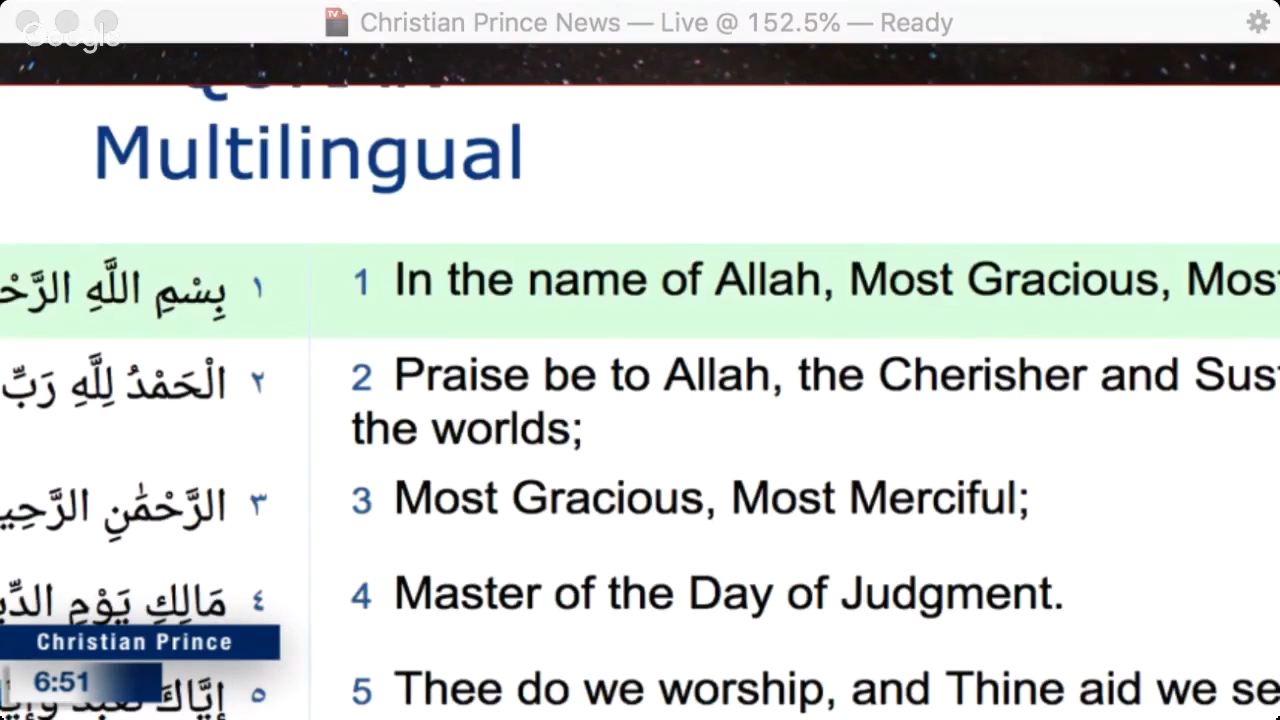 Christian Prince News — Live @ 152.5% — Ready
Google
Multilingual
بِسْمِ اللَّهِ ١
1 In the name of Allah, Most Gracious,
الْحَمْدُ لِلَّهِ رَبِّ ٢
2 Praise be to Allah, the Cherisher and
the worlds;
الرَّحْمَٰنِ ٣
3 Most Gracious, Most Merciful;
مَالِكِ يَوْمِ ٤
4 Master of the Day of Judgment.
Christian Prince
6:51
إِيَّاكَ ٥
5 Thee do we worship, and Thine aid we